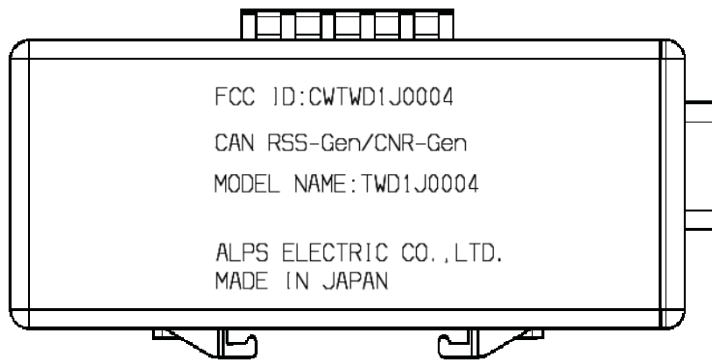 FCC ID:CWTWD1J0004
CAN RSS-Gen/CNR-Gen
MODEL NAME:TWD1J0004
ALPS ELECTRIC CO.,LTD.
MADE IN JAPAN